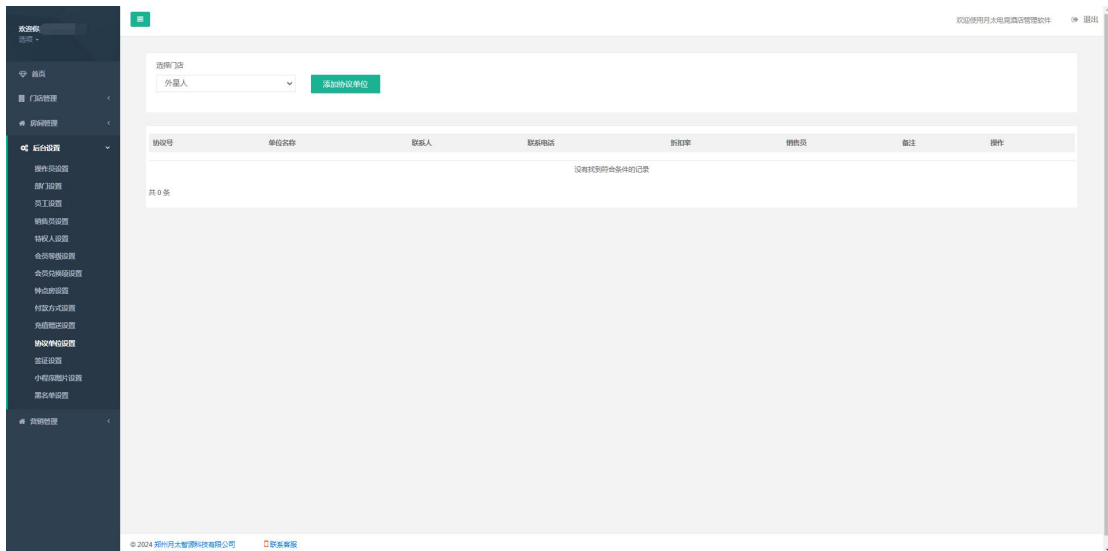 欢迎你,
选项
欢迎使用月太电竞酒店管理软件 退出
首页
门店管理
房间管理
后台设置
操作员设置
部门设置
员工设置
销售员设置
特权人设置
会员等级设置
会员兑换项设置
钟点房设置
付款方式设置
充值赠送设置
协议单位设置
签证设置
小程序图片设置
黑名单设置
营销管理
选择门店
外星人 添加协议单位
协议号 单位名称 联系人 联系电话 折扣率 销售员 备注 操作
没有找到符合条件的记录
共 0 条
© 2024 郑州月太智源科技有限公司 联系客服